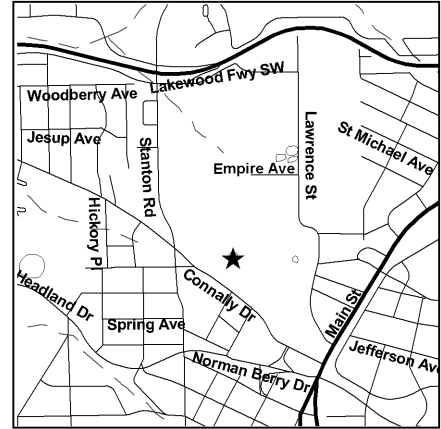 Lakewood Fwy SW
Woodberry Ave
Jesup Ave
Stanton Rd
Lawrence St
St Michael Ave
Empire Ave
Hickory Pl
Headland Dr
Connally Dr
Main St
Spring Ave
Jefferson Ave
Norman Berry Dr